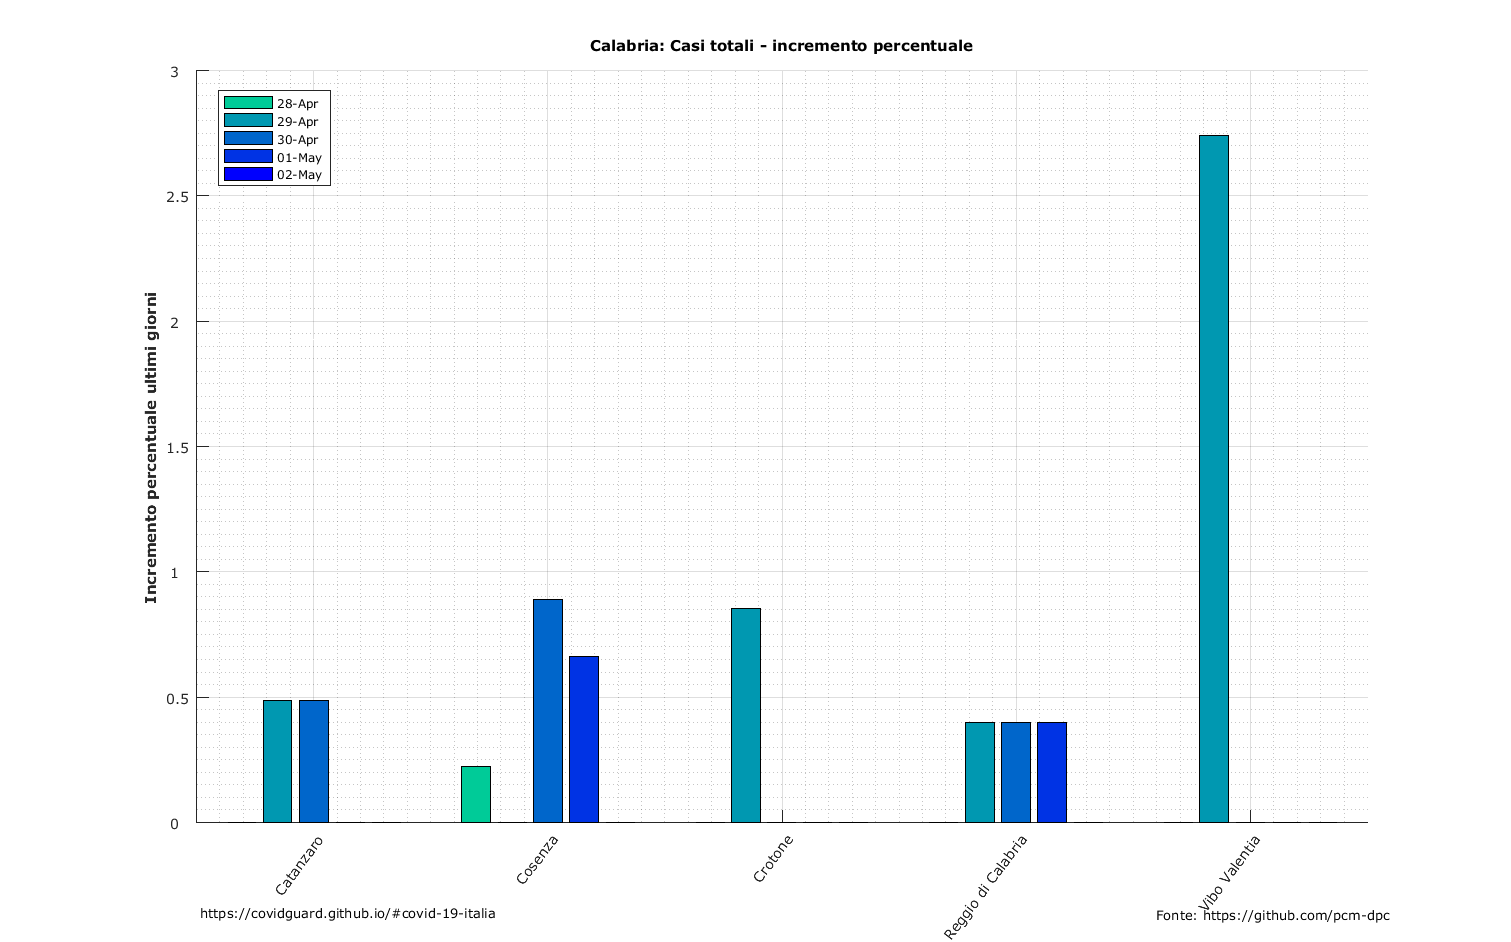 Calabria: Casi totali - incremento percentuale
3
2.5
2
1.5
1
0.5
0
Incremento percentuale ultimi giorni
28-Apr
29-Apr
30-Apr
01-May
02-May
Catanzaro
Cosenza
Crotone
Reggio di Calabria
Vibo Valentia
https://covidguard.github.io/#covid-19-italia
Fonte: https://github.com/pcm-dpc